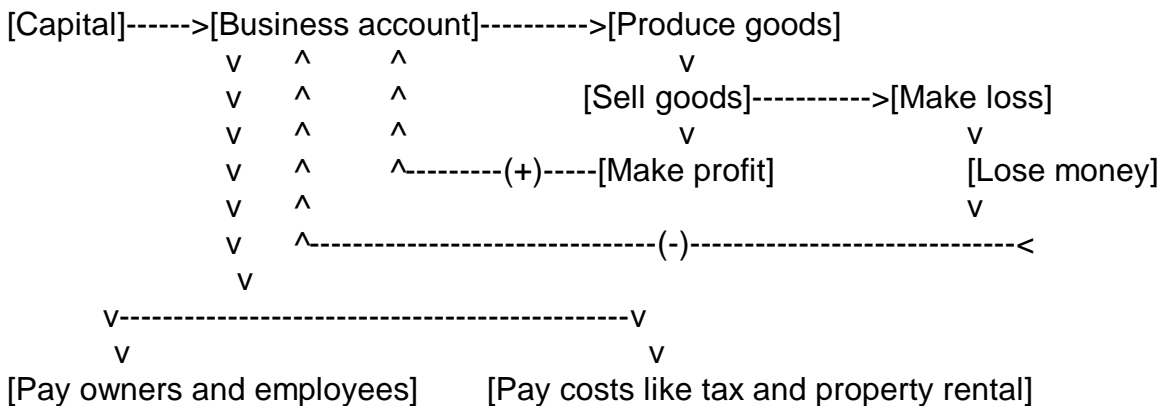 [Capital]------>[Business account]---------->[Produce goods]
v ^ ^ v
v ^ ^ [Sell goods]----------->[Make loss]
v ^ ^ v v
v ^ ^---------(+)-----[Make profit] [Lose money]
v ^ v
v ^--------------------------------(-)------------------------------<
v
v-----------------------------------------------v
v v
[Pay owners and employees] [Pay costs like tax and property rental]